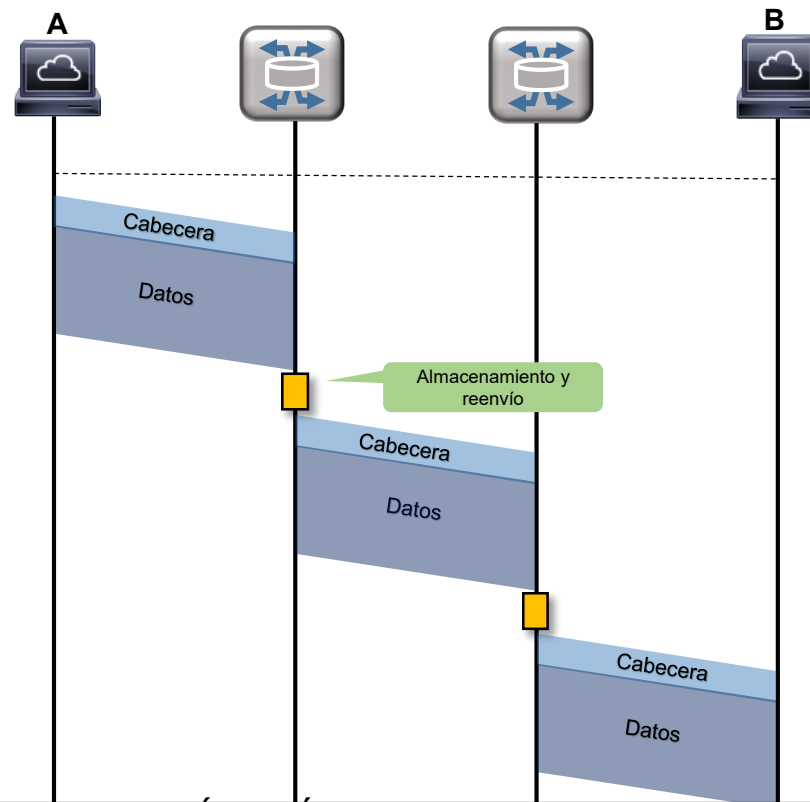 A
B
Cabecera
Datos
Almacenamiento y
reenvío
Cabecera
Datos
Cabecera
Datos